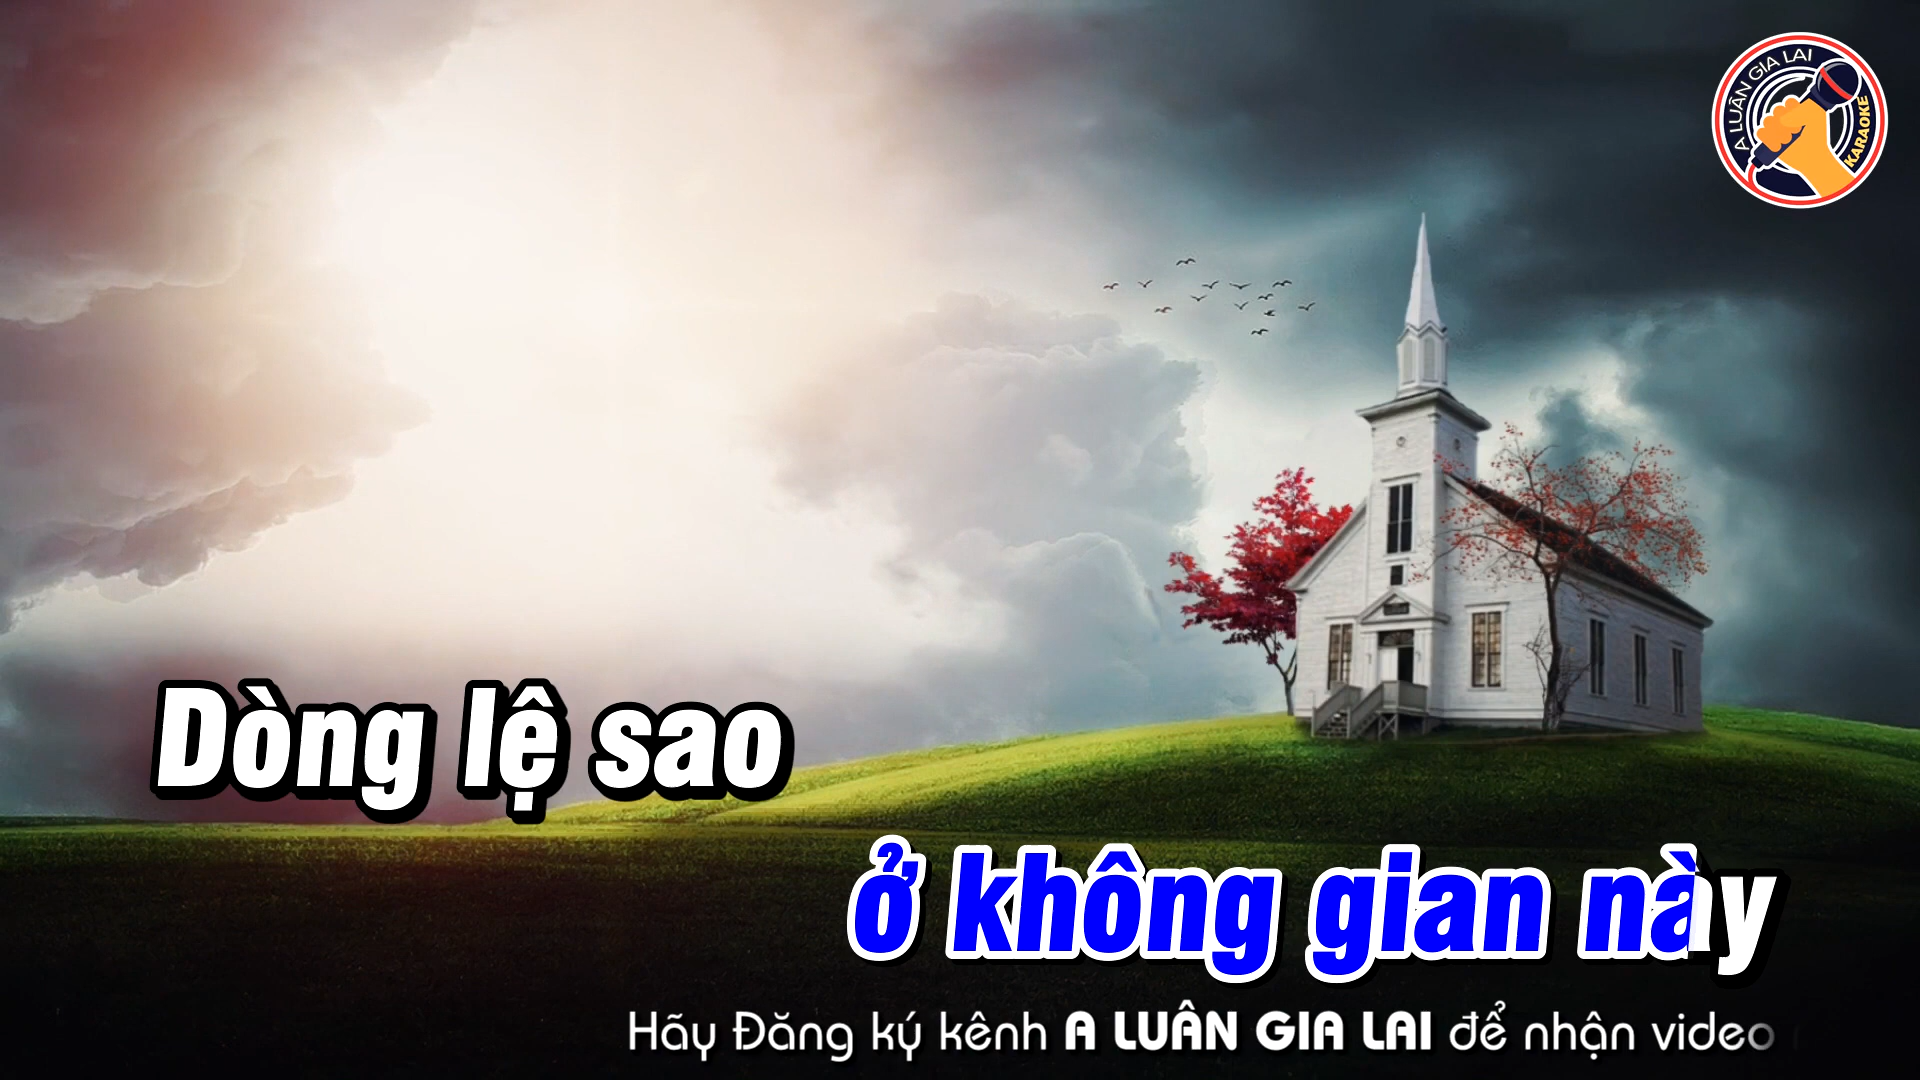 A LUÂN GIA LAI
KARAOKE
Dòng lệ sao
ở không gian này
Hãy Đăng ký kênh A LUÂN GIA LAI để nhận video